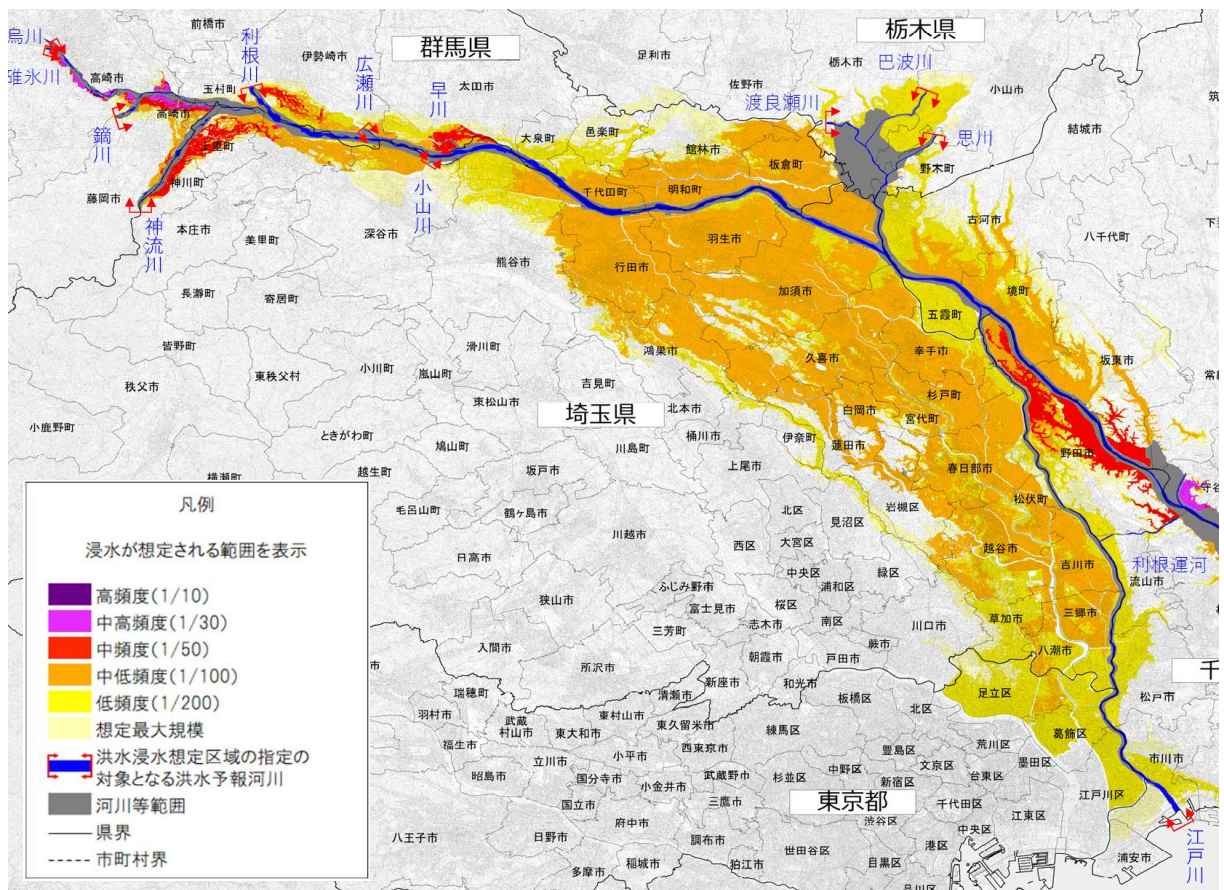 前橋市
栃木県
烏川
利根川
伊勢崎市
群馬県
足利市
栃木市
巴波川
碓氷川
高崎市
玉村町
広瀬川
早川
太田市
佐野市
渡良瀬川
小山市
鏑川
高崎市
大泉町
邑楽町
館林市
板倉町
思川
結城市
上里町
神川町
藤岡市
小山川
千代田町
明和町
野木町
古河市
八千代町
神流川
本庄市
美里町
深谷市
熊谷市
行田市
羽生市
加須市
境町
五霞町
長瀞町
寄居町
皆野町
東秩父村
小川町
滑川町
嵐山町
鴻巣市
久喜市
幸手市
坂東市
秩父市
吉見町
東松山市
埼玉県
北本市
白岡市
杉戸町
宮代町
小鹿野町
ときがわ町
鳩山町
川島町
桶川市
伊奈町
蓮田市
野田市
横瀬町
越生町
坂戸市
上尾市
春日部市
松伏町
毛呂山町
鶴ヶ島市
川越市
北区
見沼区
岩槻区
日高市
西区
大宮区
越谷市
吉川市
利根運河
流山市
狭山市
ふじみ野市
中央区
浦和区
緑区
富士見市
桜区
三芳町
志木市
南区
川口市
草加市
三郷市
入間市
所沢市
朝霞市
戸田市
蕨市
八潮市
瑞穂町
清瀬市
新座市
和光市
板橋区
足立区
松戸市
羽村市
武蔵
村山市
東村山市
東大和市
東久留米市
練馬区
北区
葛飾区
福生市
立川市
小平市
西東京市
豊島区
荒川区
市川市
昭島市
国分寺市
小金井市
武蔵野市
杉並区
中野区
新宿区
文京区
台東区
墨田区
国立市
三鷹市
東京都
千代田区
江戸川区
八王子市
日野市
府中市
調布市
世田谷区
渋谷区
港区
中央区
江東区
多摩市
稲城市
狛江市
目黒区
品川区
浦安市
江戸川
凡例
浸水が想定される範囲を表示
高頻度(1/10)
中高頻度(1/30)
中頻度(1/50)
中低頻度(1/100)
低頻度(1/200)
想定最大規模
洪水浸水想定区域の指定の
対象となる洪水予報河川
河川等範囲
県界
市町村界